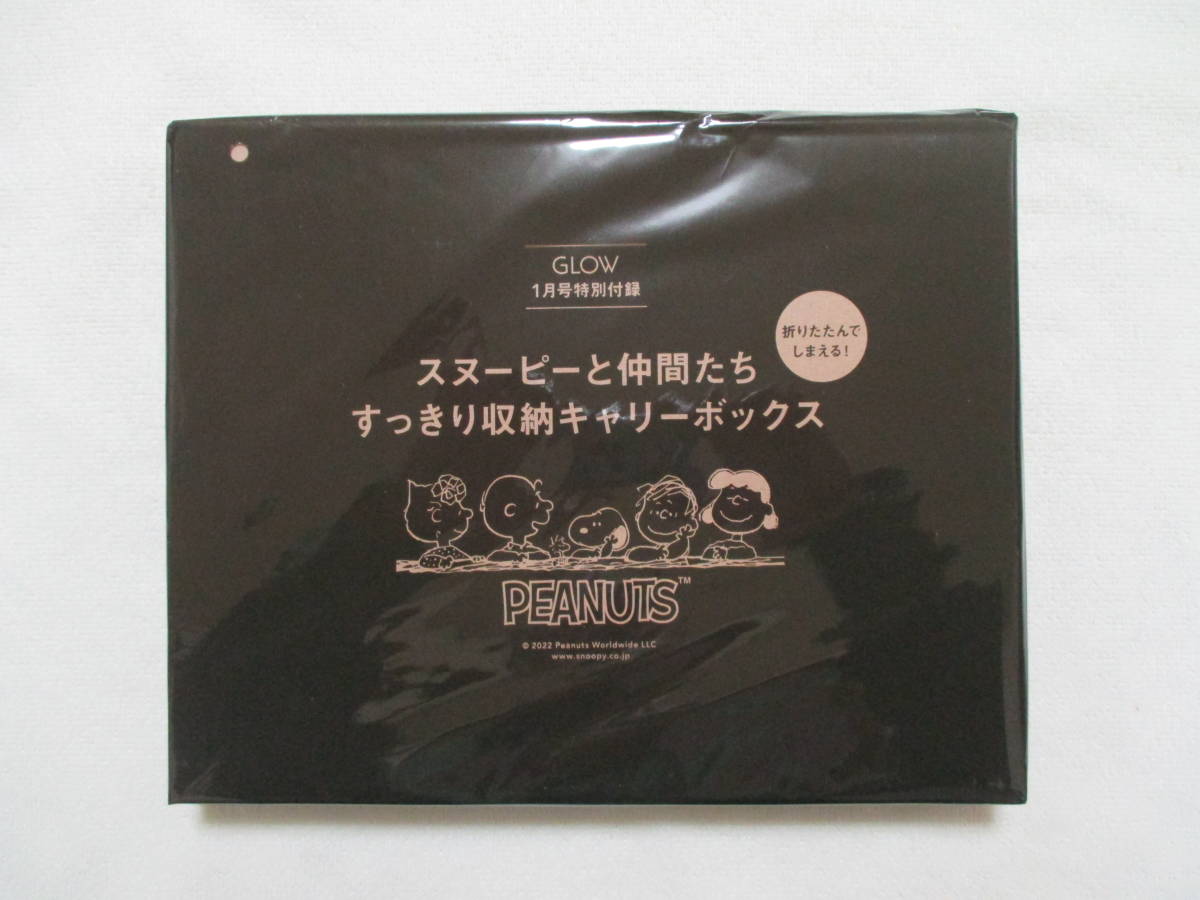 GLOW
1月号特別付録
折りたたんで
しまえる!
スヌーピーと仲間たち
すっきり収納キャリーボックス
PEANUTS™
© 2022 Peanuts Worldwide LLC
www.snoopy.co.jp